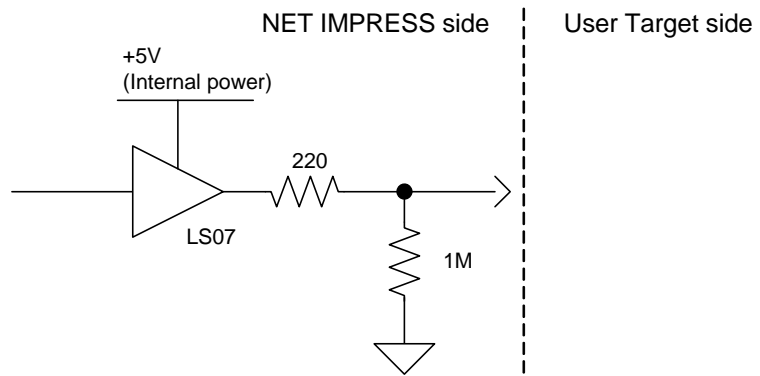 NET IMPRESS side
User Target side
+5V
(Internal power)
220
LS07
1M